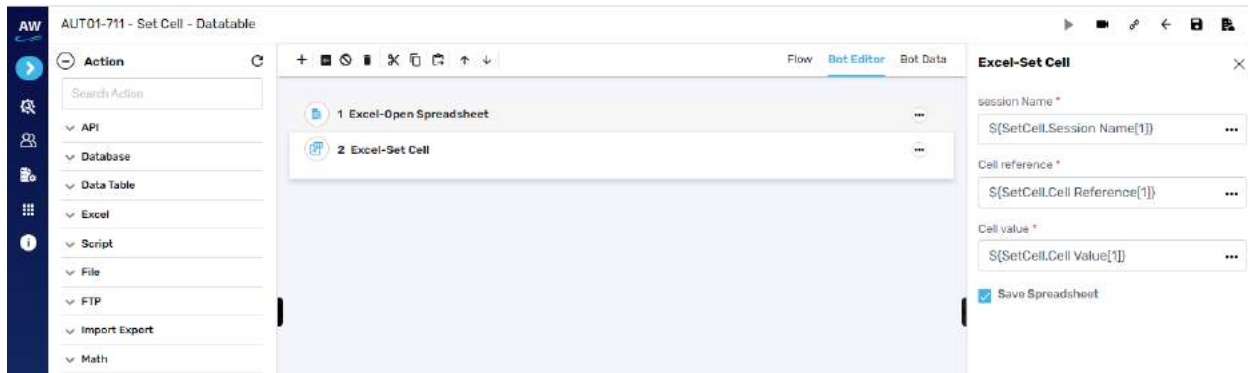 AW
AUT01-711 - Set Cell - Datatable
Action
Search Action
API
Database
Data Table
Excel
Script
File
FTP
Import Export
Math
Flow Bot Editor Bot Data
1 Excel-Open Spreadsheet
2 Excel-Set Cell
Excel-Set Cell
session Name *
${SetCell.Session Name[1]}
Cell reference *
${SetCell.Cell Reference[1]}
Cell value *
${SetCell.Cell Value[1]}
Save Spreadsheet